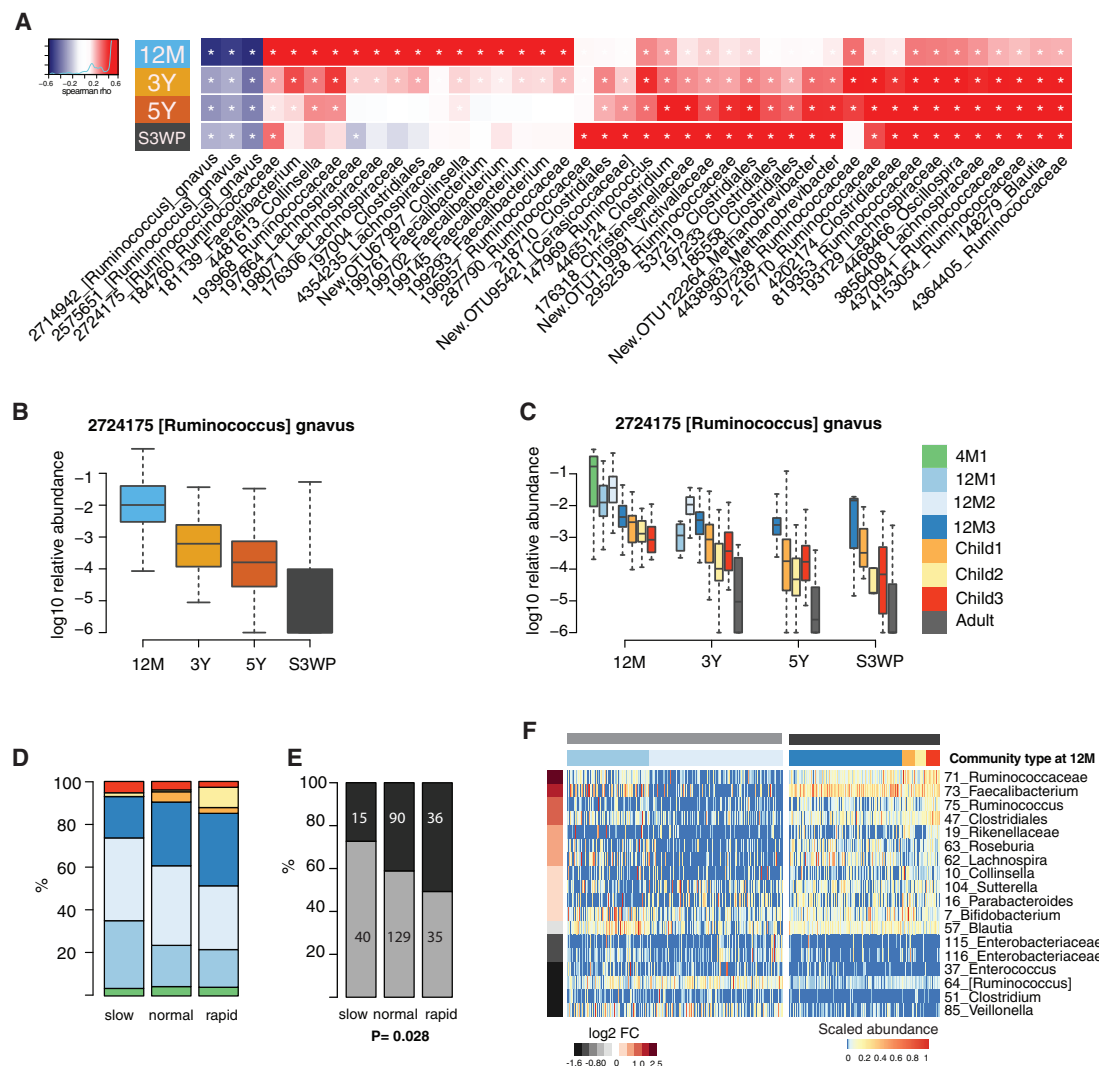 A
12M
3Y
5Y
S3WP
-0.6 -0.2 0.2 0.6
spearman rho
2714942_[Ruminococcus]_gnavus
2575651_[Ruminococcus]_gnavus
2724175_[Ruminococcus]_gnavus
184760_Ruminococcaceae
181139_Faecalibacterium
4481613_Collinsella
193968_Ruminococcaceae
197864_Lachnospiraceae
198071_Lachnospiraceae
176306_Lachnospiraceae
197004_Clostridiales
4354235_Lachnospiraceae
New.OTU67997_Collinsella
199761_Faecalibacterium
199702_Faecalibacterium
199145_Faecalibacterium
199293_Faecalibacterium
196957_Ruminococcaceae
287790_Ruminococcaceae
218710_Clostridiales
New.OTU95421_[Cerasicoccaceae]
147969_Ruminococcus
4465124_Clostridium
176318_Christensenellaceae
New.OTU119991_Victivallaceae
295258_Ruminococcaceae
537219_Clostridiales
197233_Clostridiales
185558_Clostridiales
New.OTU122264_Methanobrevibacter
4438983_Methanobrevibacter
307238_Ruminococcaceae
216710_Ruminococcaceae
4226274_Clostridiaceae
819353_Ruminococcaceae
193129_Lachnospiraceae
4468466_Oscillospira
3856408_Lachnospiraceae
4370941_Ruminococcaceae
4153054_Ruminococcaceae
148279_Blautia
4364405_Ruminococcaceae
B
2724175 [Ruminococcus] gnavus
log10 relative abundance
−1
−2
−3
−4
−5
−6
12M 3Y 5Y S3WP
C
2724175 [Ruminococcus] gnavus
log10 relative abundance
−1
−2
−3
−4
−5
−6
12M 3Y 5Y S3WP
4M1
12M1
12M2
12M3
Child1
Child2
Child3
Adult
D
%
100
80
60
40
20
slow normal rapid
E
%
100
80
60
40
20
15 90 36
40 129 35
slow normal rapid
P= 0.028
F
Community type at 12M
71_Ruminococcaceae
73_Faecalibacterium
75_Ruminococcus
47_Clostridiales
19_Rikenellaceae
63_Roseburia
62_Lachnospira
10_Collinsella
104_Sutterella
16_Parabacteroides
7_Bifidobacterium
57_Blautia
115_Enterobacteriaceae
116_Enterobacteriaceae
37_Enterococcus
64_[Ruminococcus]
51_Clostridium
85_Veillonella
log2 FC
-1.6 -0.80 0 1.0 2.5
Scaled abundance
0 0.2 0.4 0.6 0.8 1